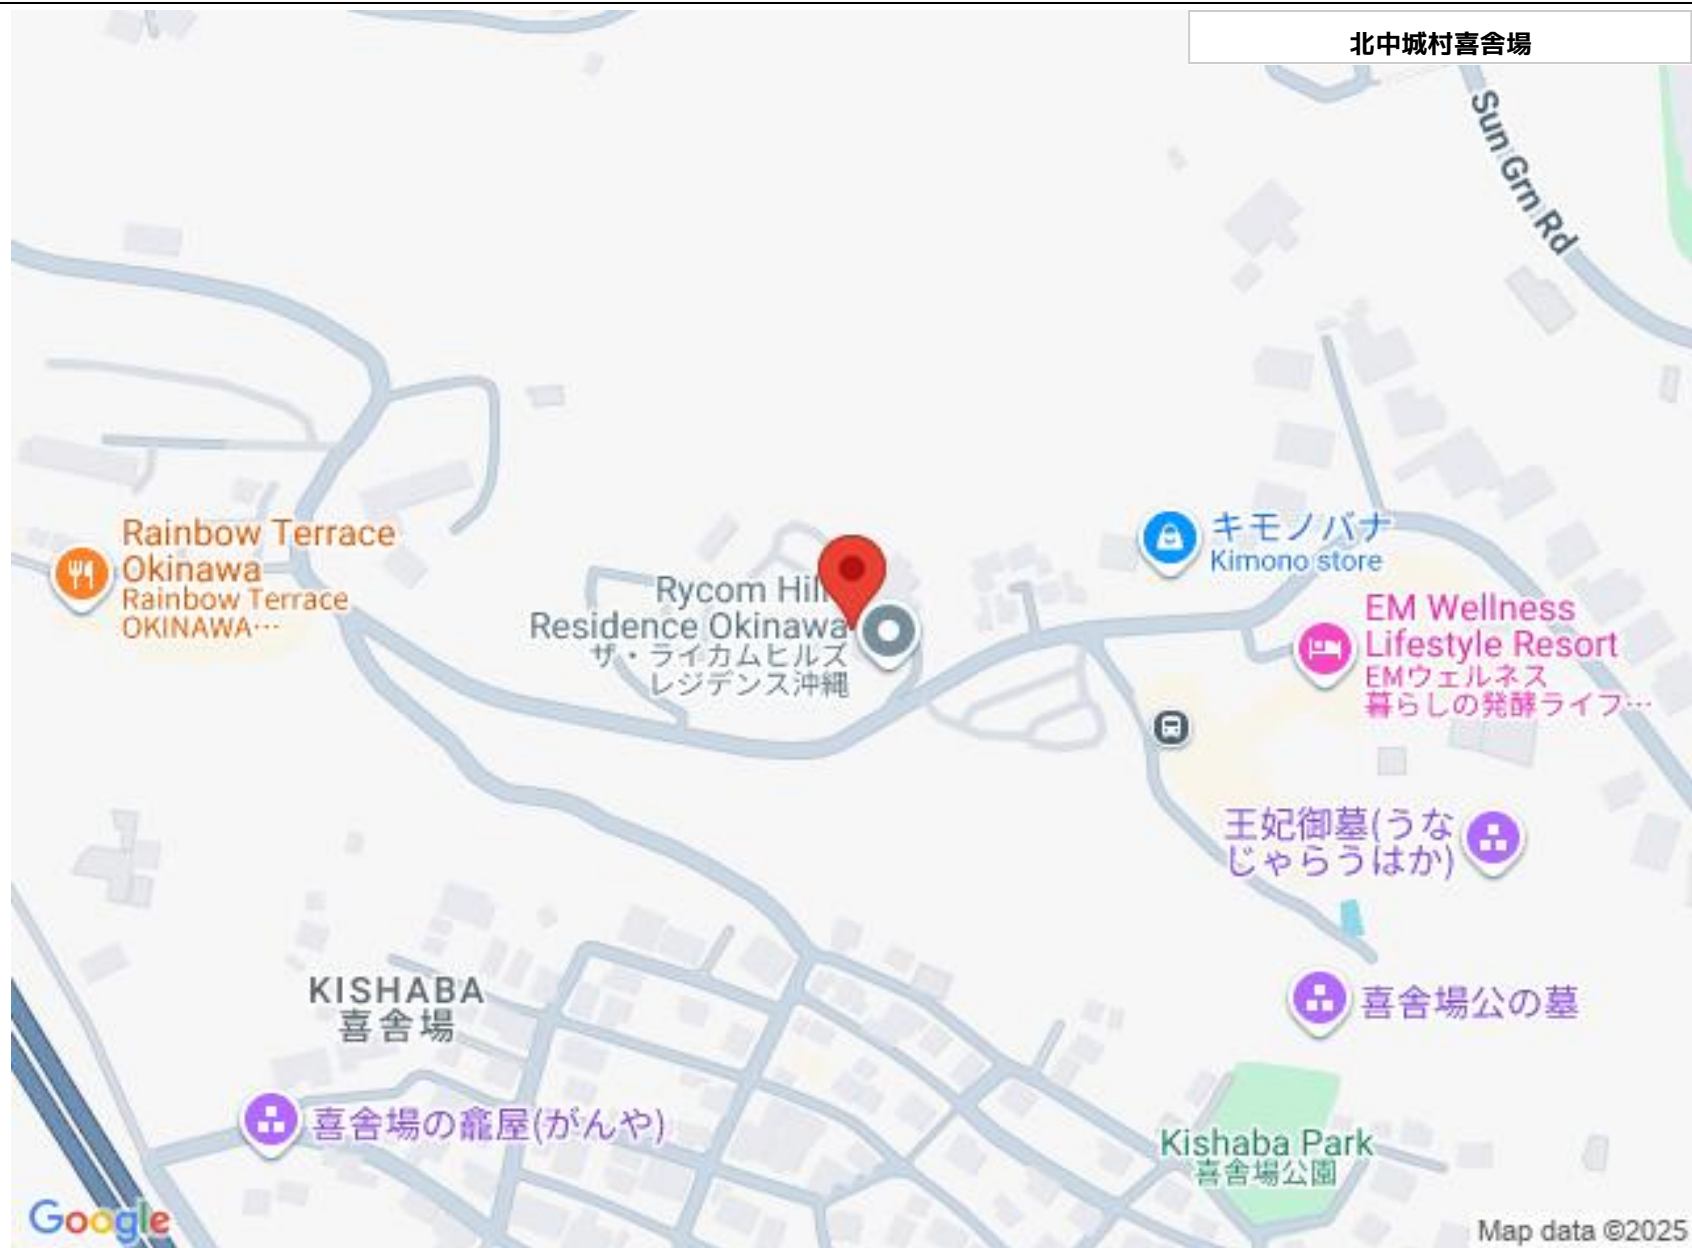 北中城村喜舎場
Sun Grn Rd
Rainbow Terrace
Okinawa
Rainbow Terrace
OKINAWA…
Rycom Hill
Residence Okinawa
ザ・ライカムヒルズ
レジデンス沖縄
キモノバナ
Kimono store
EM Wellness
Lifestyle Resort
EMウェルネス
暮らしの発酵ライフ…
王妃御墓(うな
じゃらうはか)
KISHABA
喜舎場
喜舎場公の墓
喜舎場の龕屋(がんや)
Kishaba Park
喜舎場公園
Google
Map data ©2025